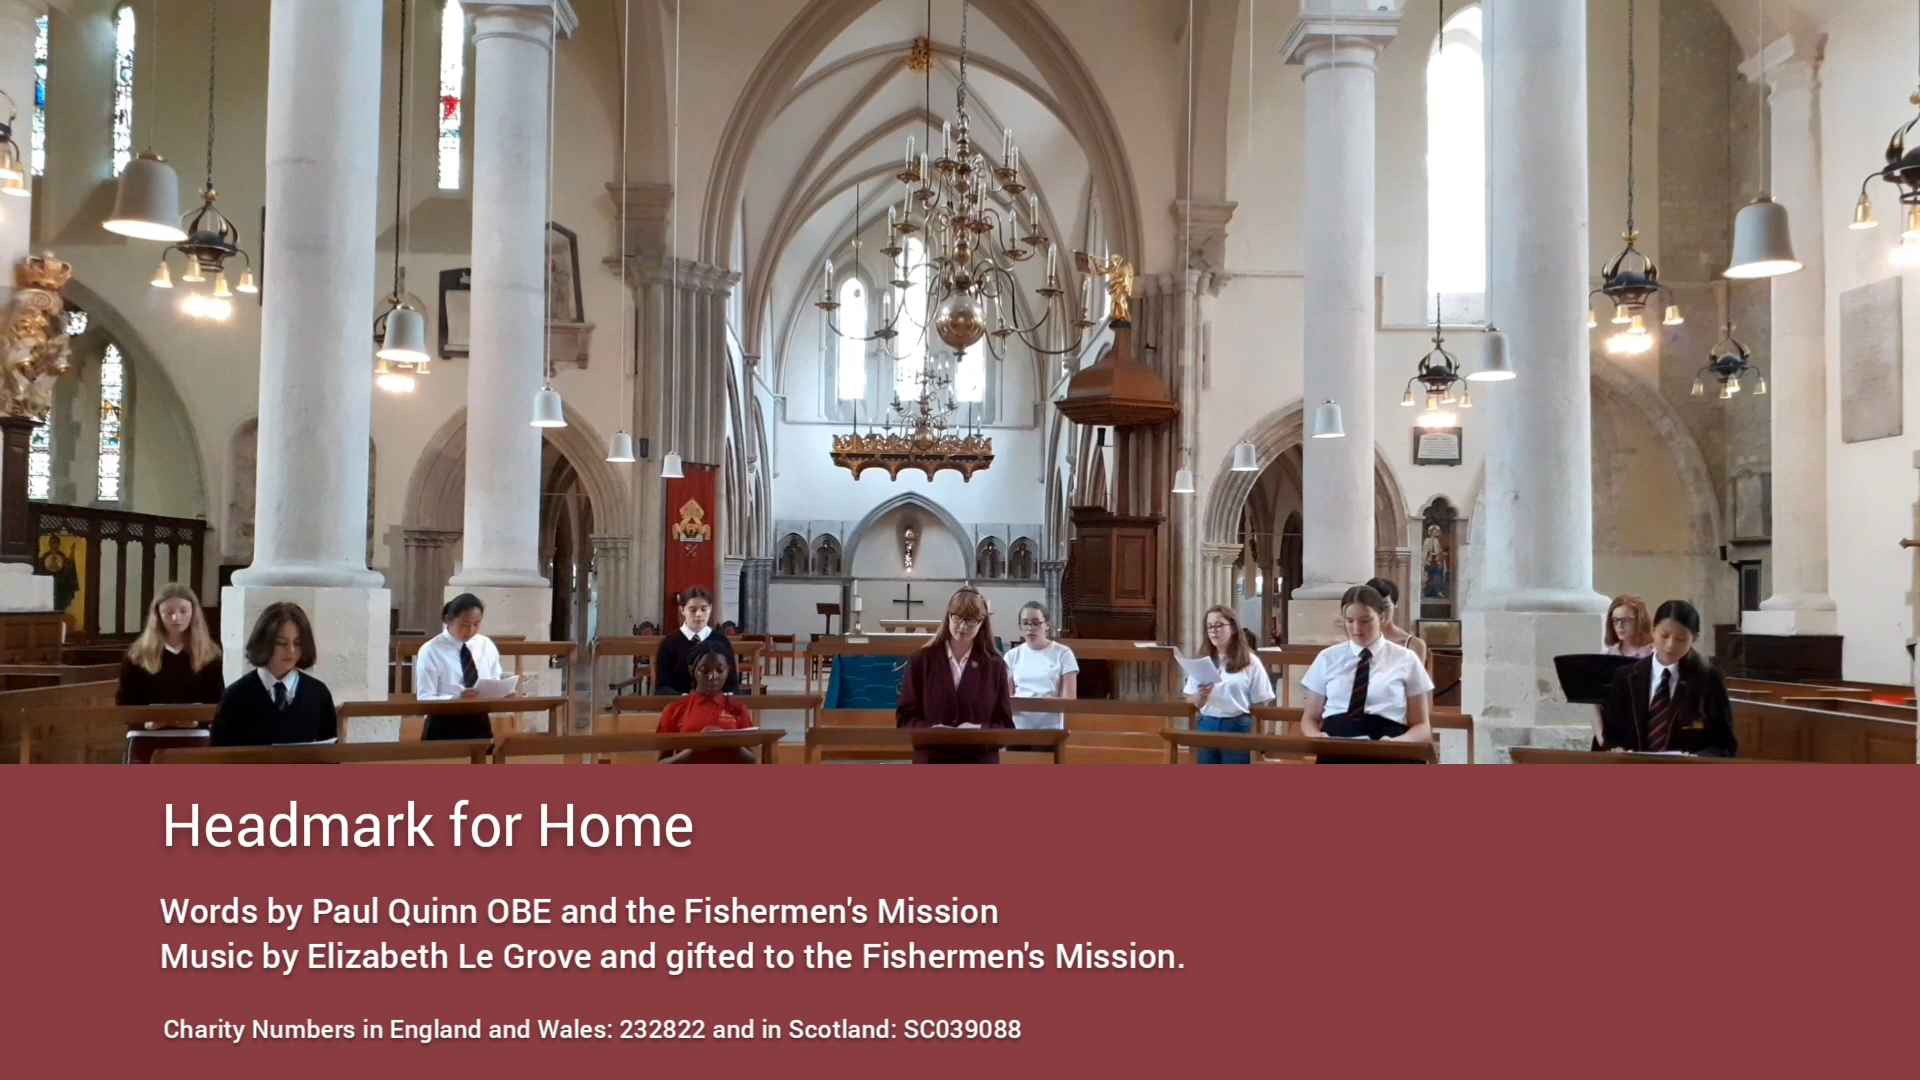 Headmark for Home
Words by Paul Quinn OBE and the Fishermen's Mission
Music by Elizabeth Le Grove and gifted to the Fishermen's Mission.
Charity Numbers in England and Wales: 232822 and in Scotland: SC039088